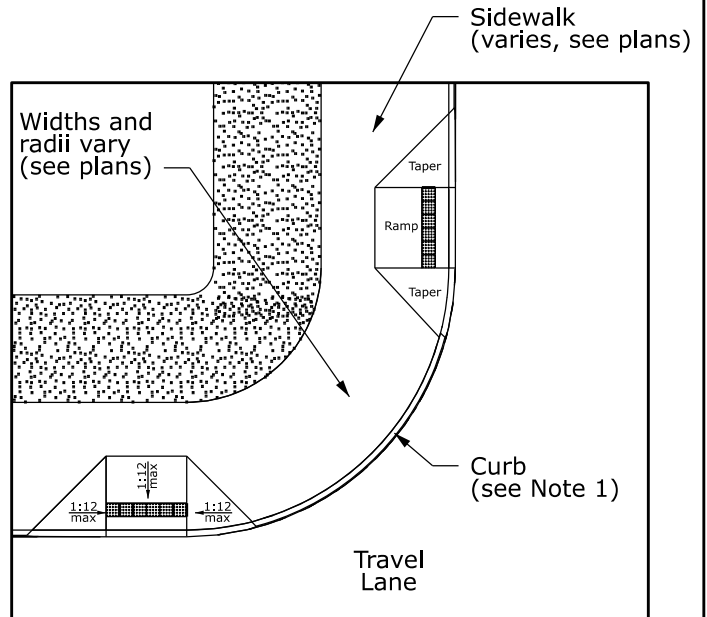 Sidewalk
(varies, see plans)
Widths and
radii vary
(see plans)
Taper
Ramp
Taper
1:12
max
1:12
max
1:12
max
Curb
(see Note 1)
Travel
Lane